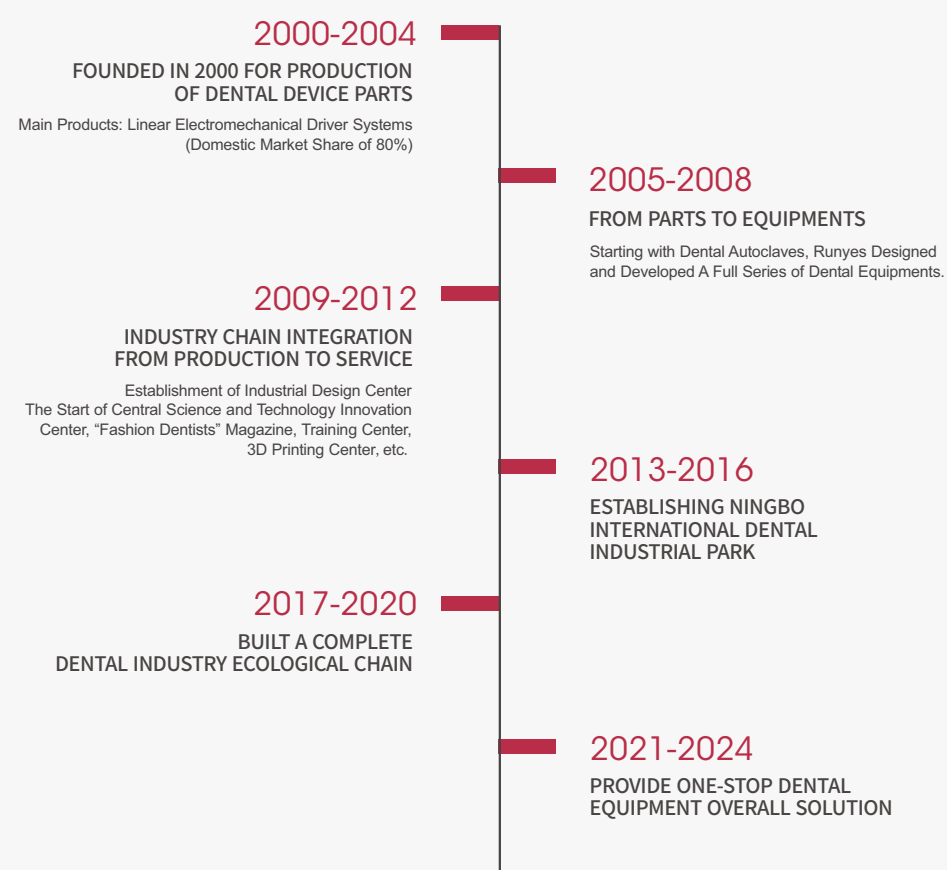 2000-2004
FOUNDED IN 2000 FOR PRODUCTION
OF DENTAL DEVICE PARTS
Main Products: Linear Electromechanical Driver Systems
(Domestic Market Share of 80%)
2005-2008
FROM PARTS TO EQUIPMENTS
Starting with Dental Autoclaves, Runyes Designed
and Developed A Full Series of Dental Equipments.
2009-2012
INDUSTRY CHAIN INTEGRATION
FROM PRODUCTION TO SERVICE
Establishment of Industrial Design Center
The Start of Central Science and Technology Innovation
Center, “Fashion Dentists” Magazine, Training Center,
3D Printing Center, etc.
2013-2016
ESTABLISHING NINGBO
INTERNATIONAL DENTAL
INDUSTRIAL PARK
2017-2020
BUILT A COMPLETE
DENTAL INDUSTRY ECOLOGICAL CHAIN
2021-2024
PROVIDE ONE-STOP DENTAL
EQUIPMENT OVERALL SOLUTION